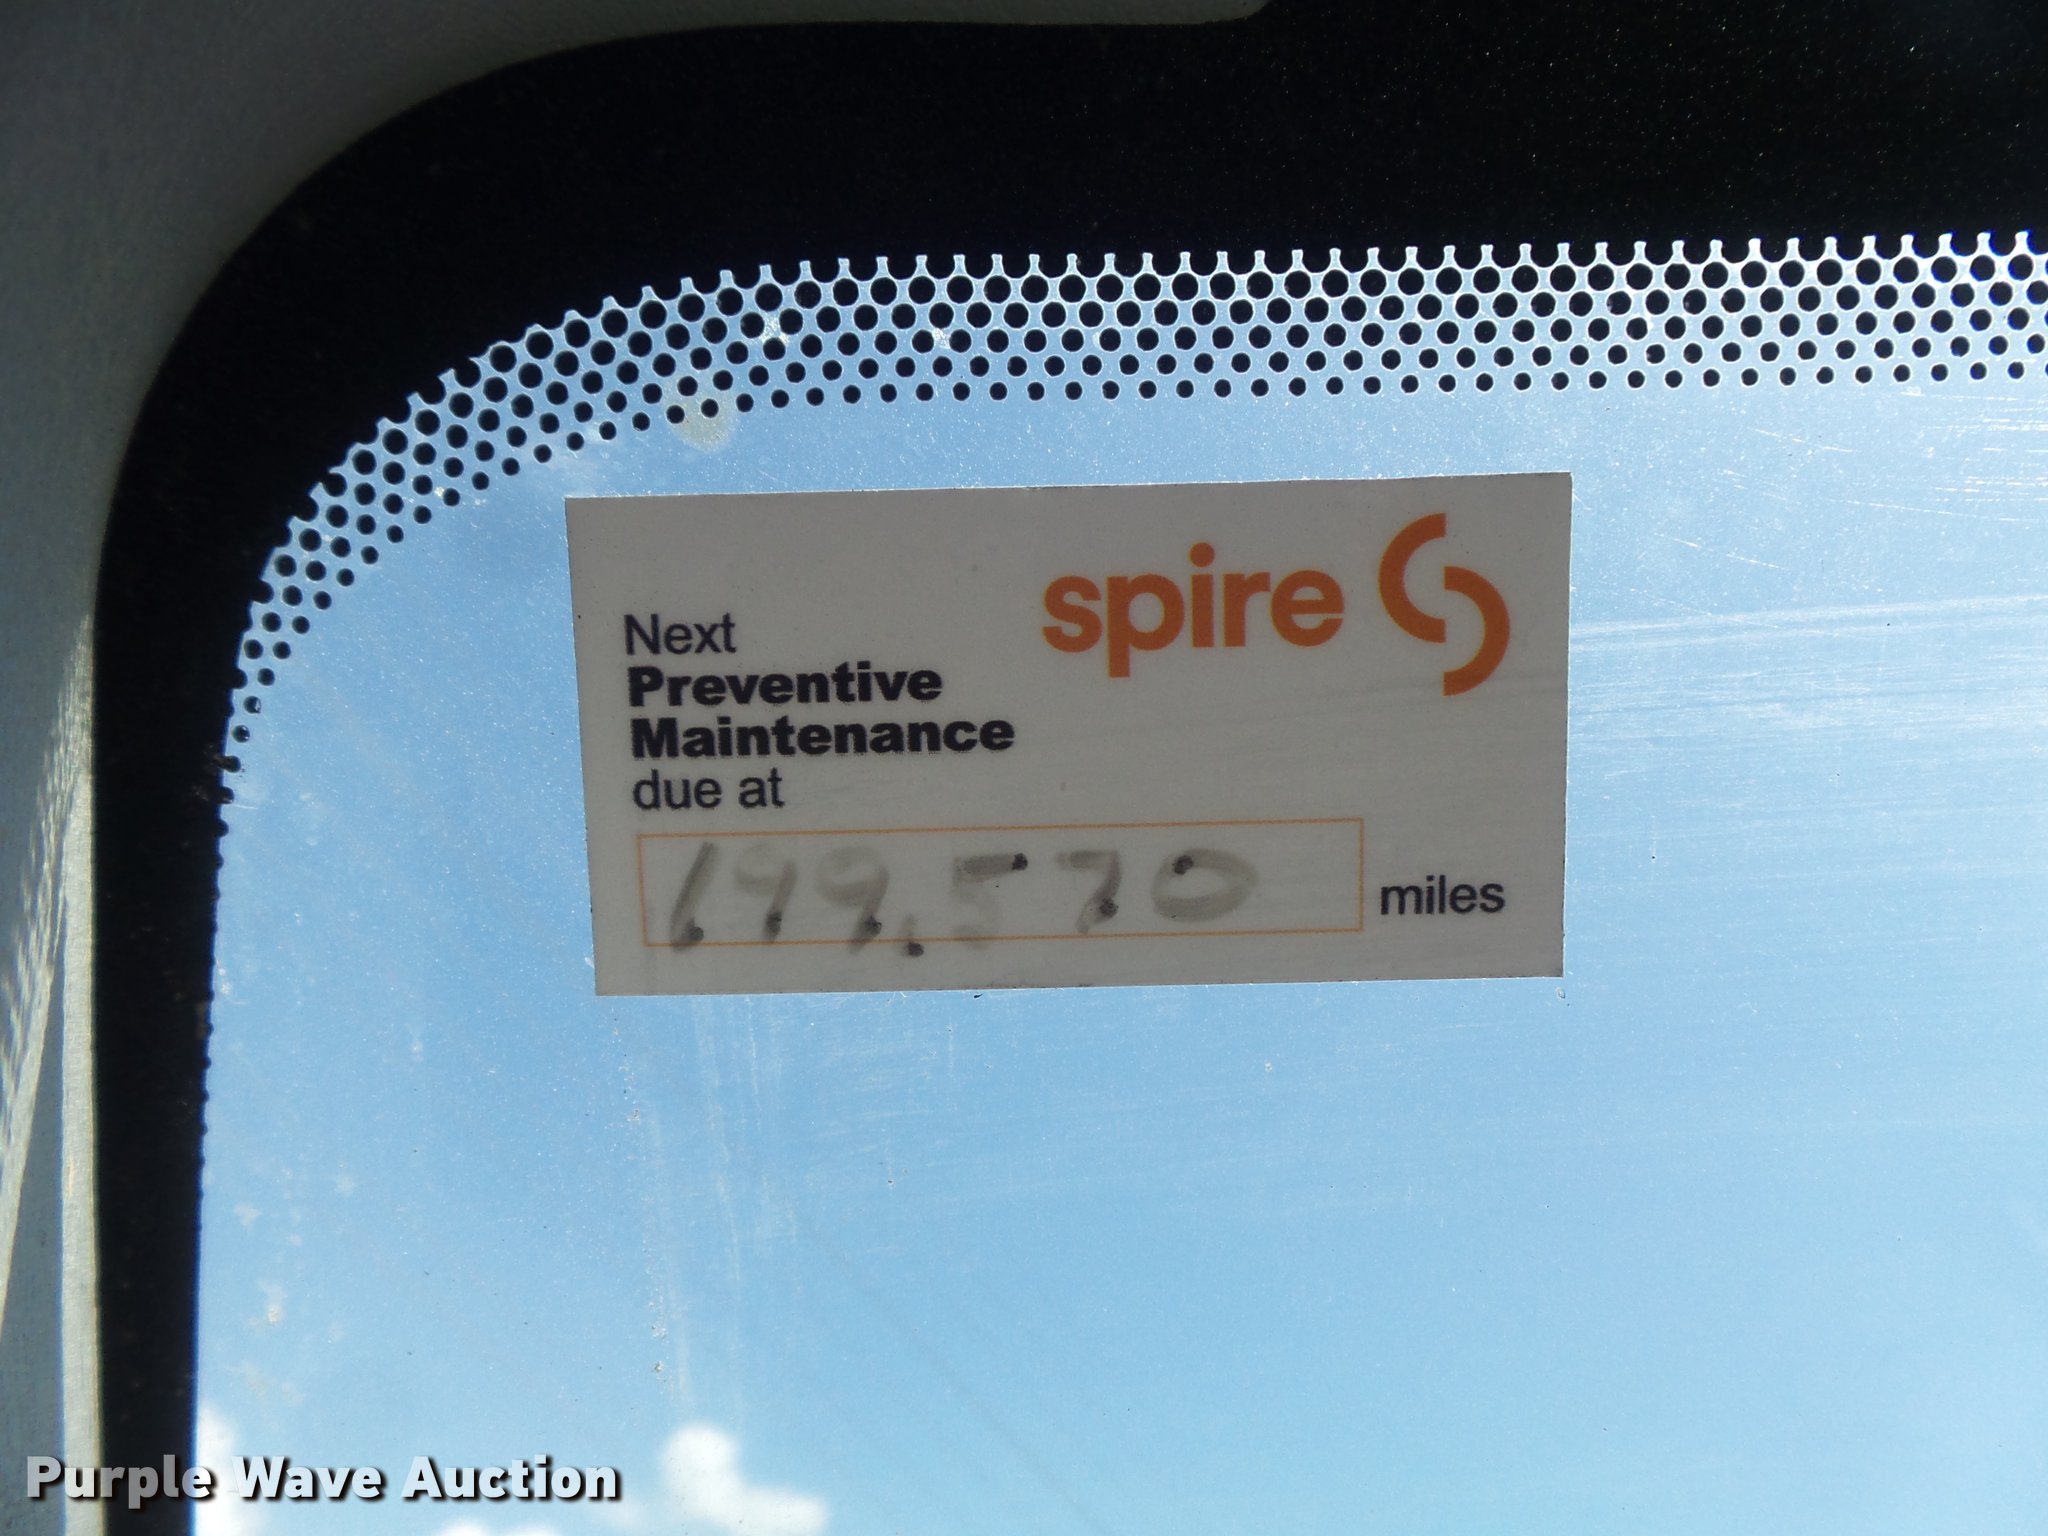 spire
Next
Preventive
Maintenance
due at
199,570 miles
Purple Wave Auction